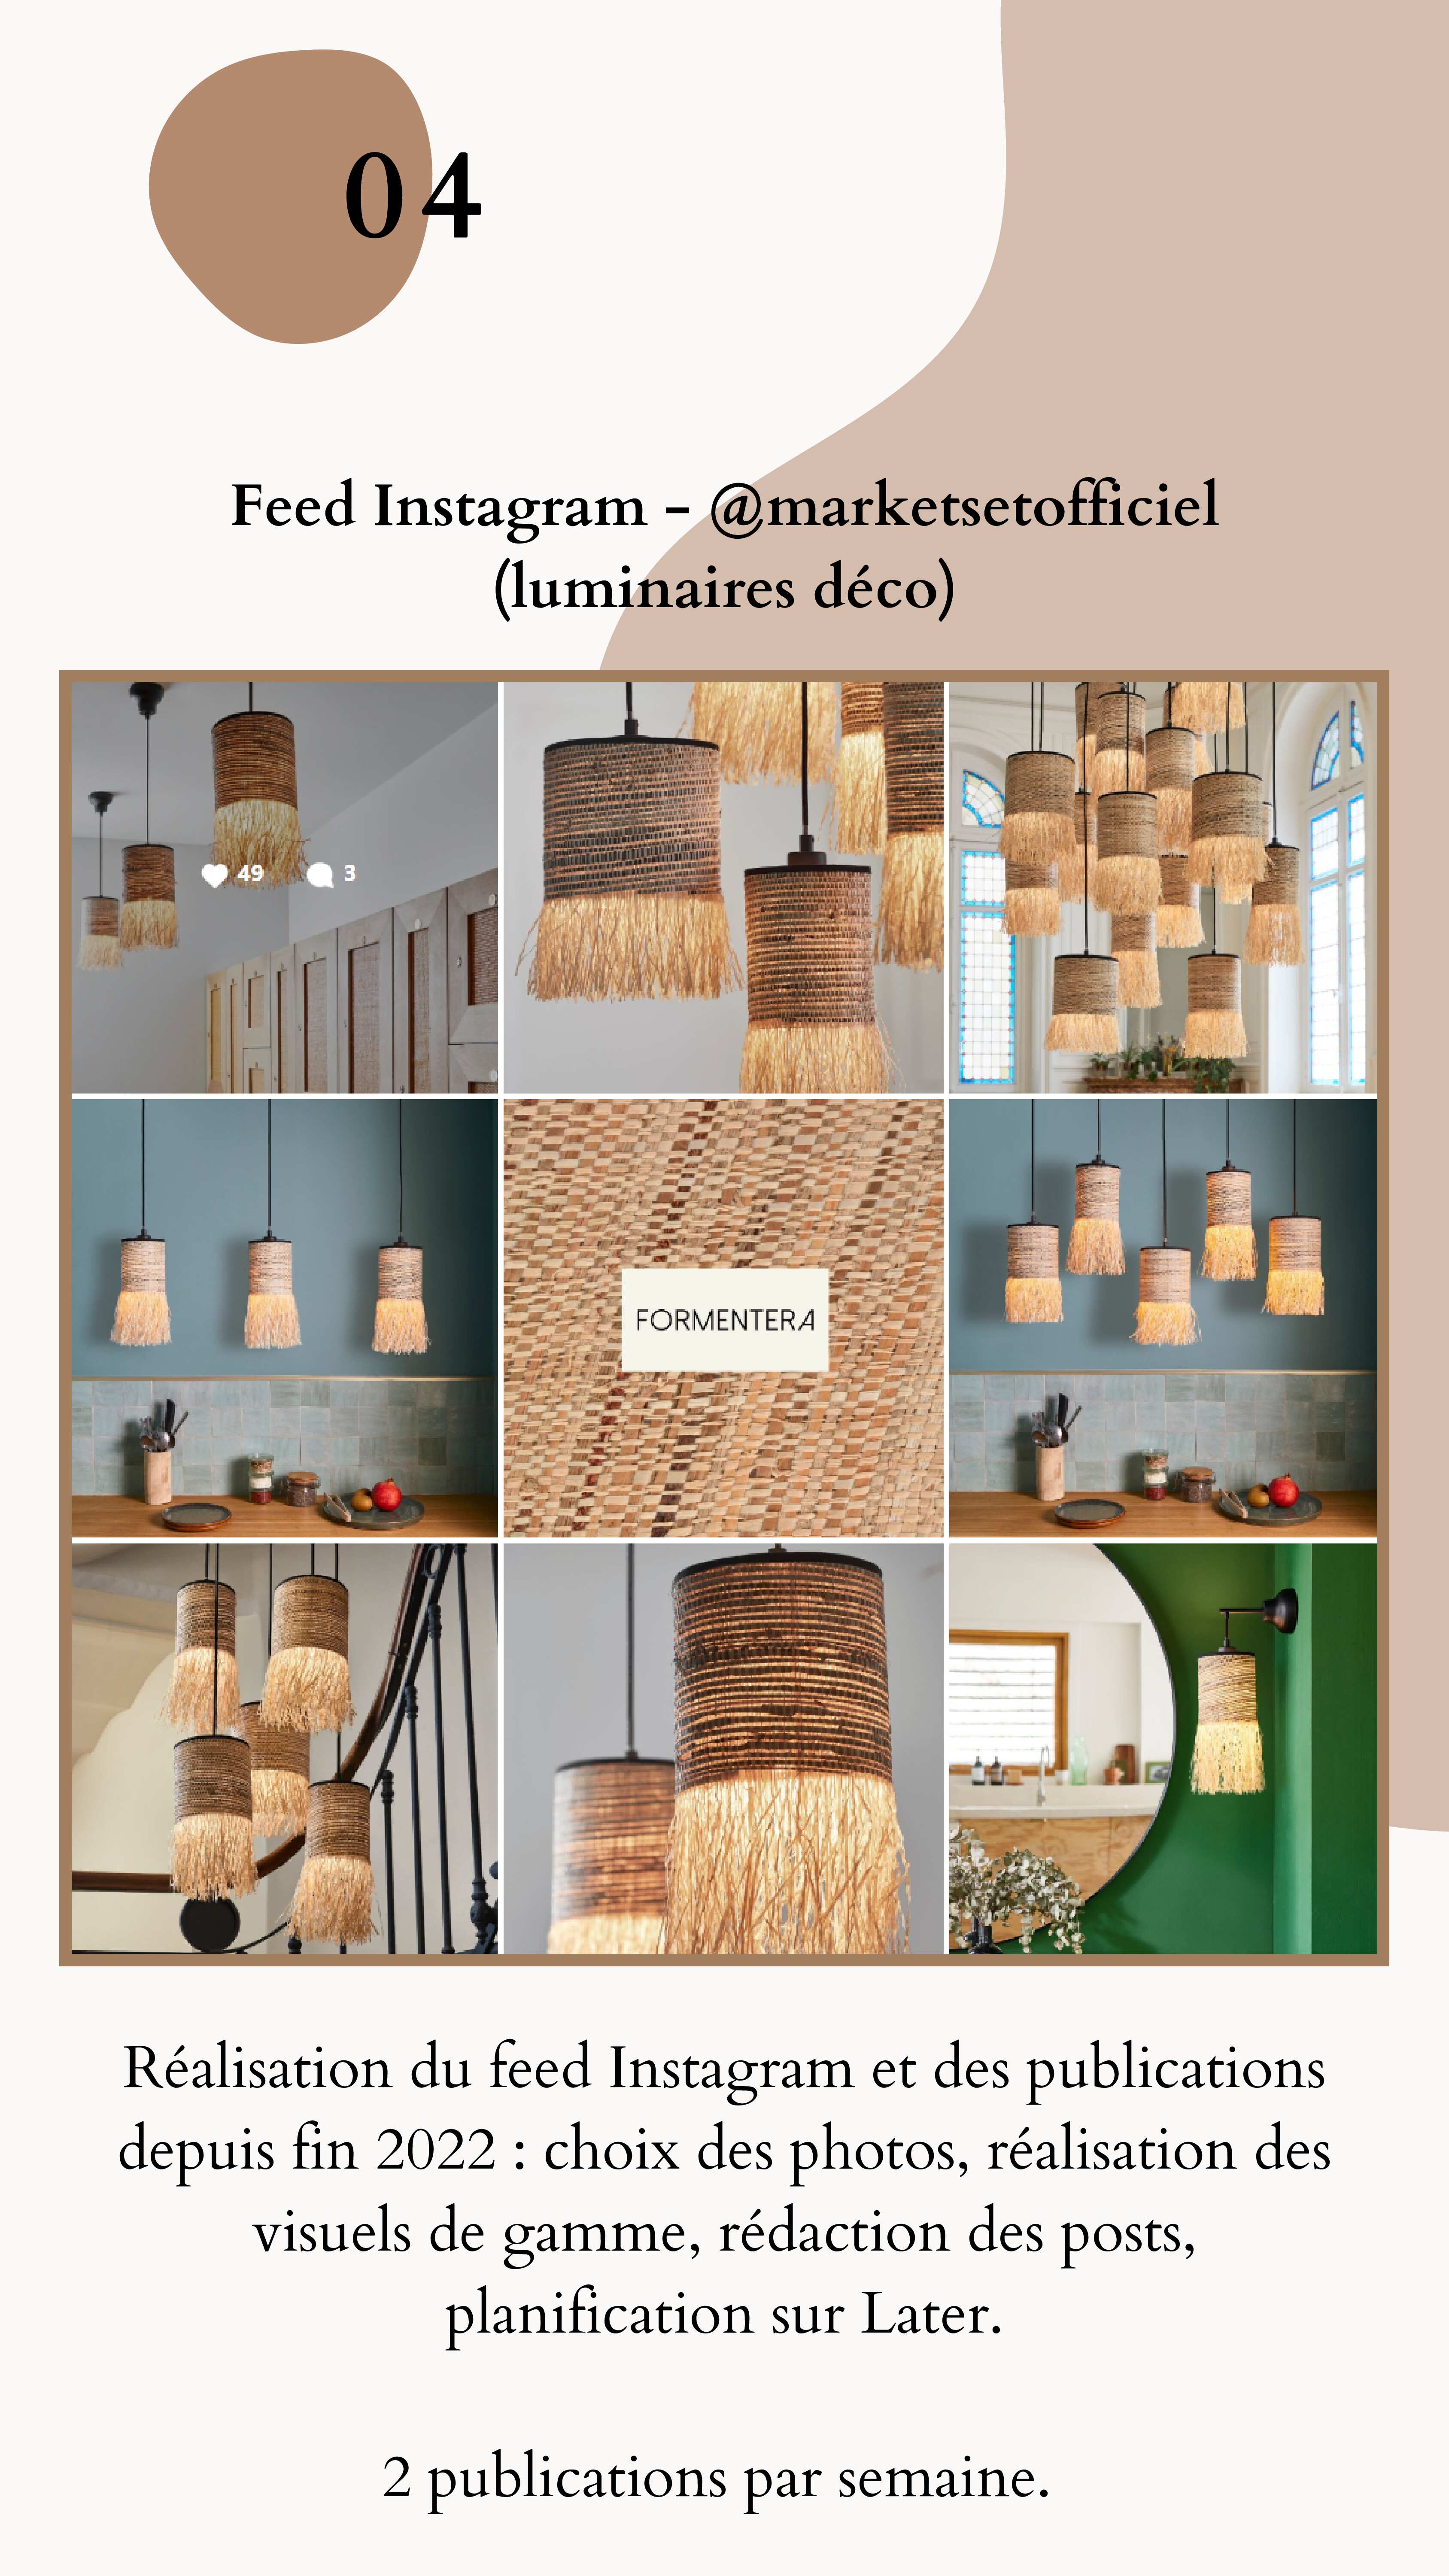 04
Feed Instagram - @marketsetofficiel
(luminaires déco)
49 3
FORMENTERA
Réalisation du feed Instagram et des publications
depuis fin 2022 : choix des photos, réalisation des
visuels de gamme, rédaction des posts,
planification sur Later.
2 publications par semaine.